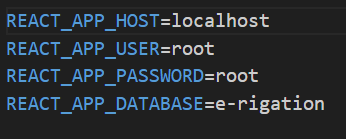 REACT_APP_HOST=localhost
REACT_APP_USER=root
REACT_APP_PASSWORD=root
REACT_APP_DATABASE=e-rigation